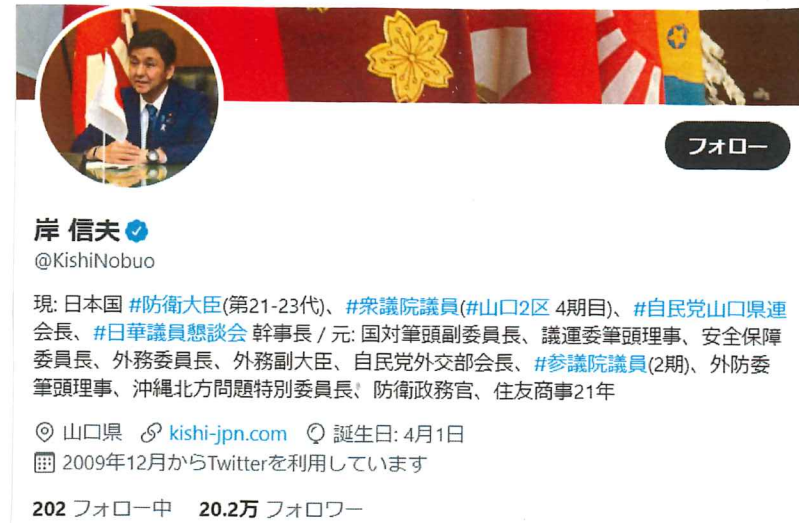 フォロー
岸 信夫
@KishiNobuo
現: 日本国 #防衛大臣(第21-23代)、#衆議院議員(#山口2区 4期目)、#自民党山口県連
会長、#日華議員懇談会 幹事長 / 元: 国対筆頭副委員長、議運委筆頭理事、安全保障
委員長、外務委員長、外務副大臣、自民党外交部会長、#参議院議員(2期)、外防委
筆頭理事、沖縄北方問題特別委員長、防衛政務官、住友商事21年
山口県 kishi-jpn.com 誕生日: 4月1日
2009年12月からTwitterを利用しています
202 フォロー中 20.2万 フォロワー